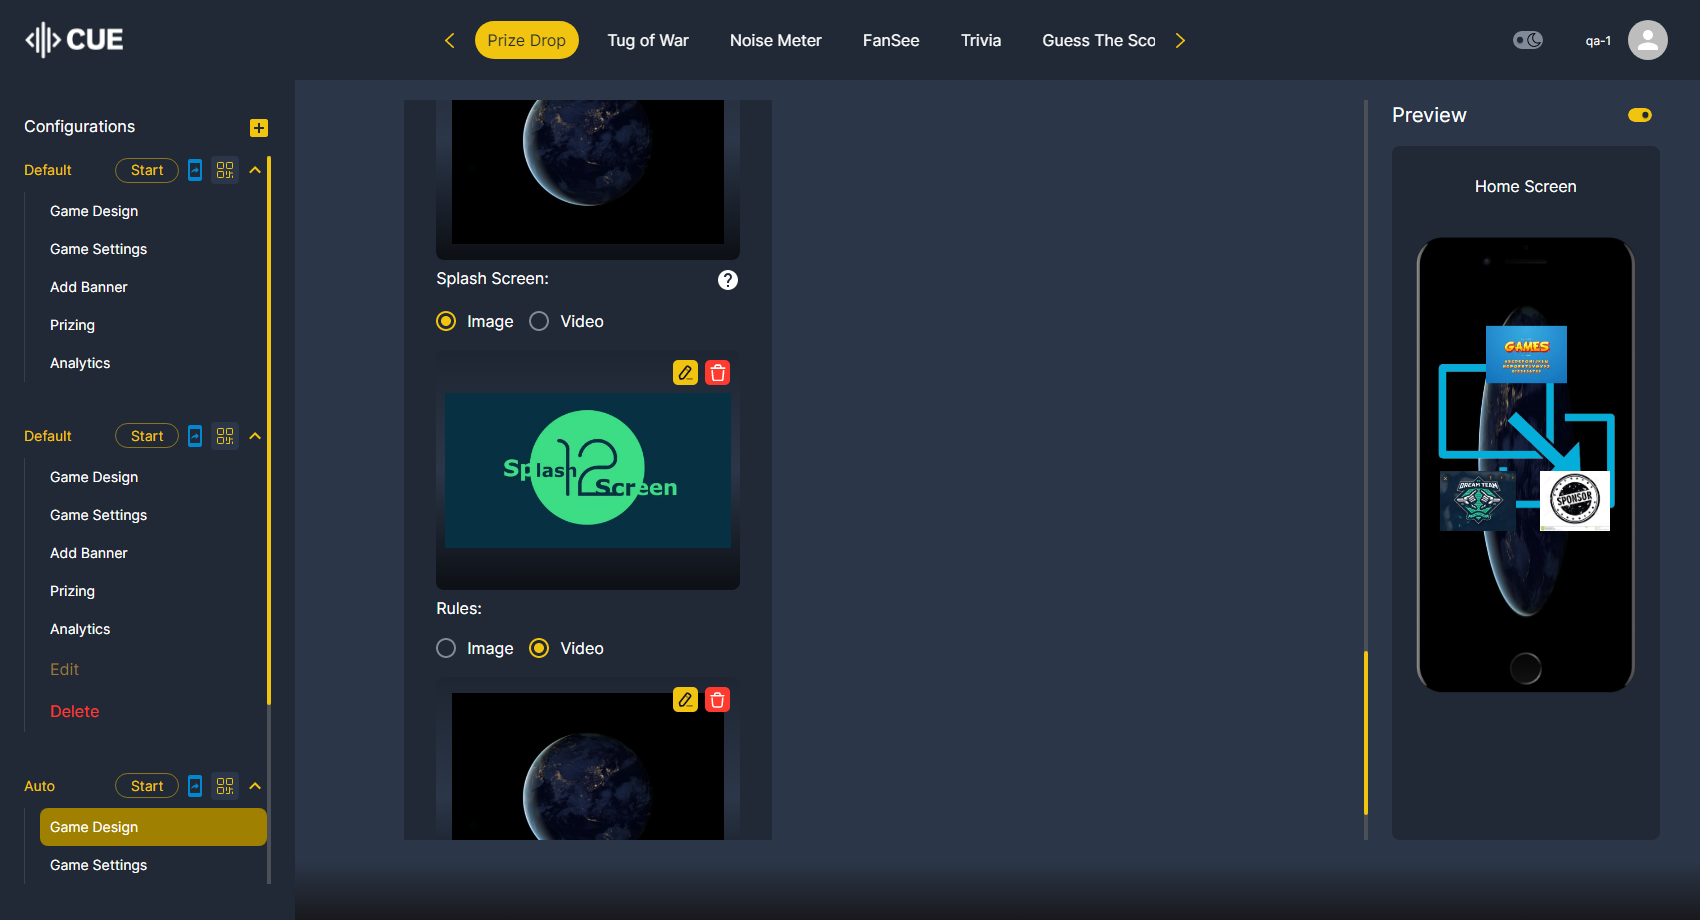 CUE
Prize Drop
Tug of War
Noise Meter
FanSee
Trivia
Guess The Sco
qa-1
Configurations
Default
Start
Game Design
Game Settings
Add Banner
Prizing
Analytics
Default
Start
Game Design
Game Settings
Add Banner
Prizing
Analytics
Edit
Delete
Auto
Start
Game Design
Game Settings
Splash Screen:
?
Image
Video
Splash
12
Screen
Rules:
Image
Video
Preview
Home Screen
GAMES
DREAM TEAM
SPONSOR